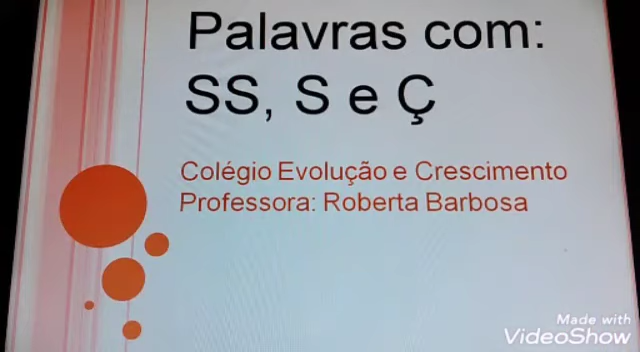 Palavras com:
SS, S e Ç
Colégio Evolução e Crescimento
Professora: Roberta Barbosa
Made with
VideoShow